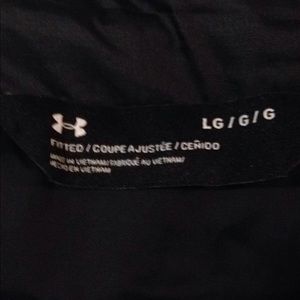 LG/G/G
FITTED/COUPE AJUSTÉE/CEÑIDO
MADE IN VIETNAM/FABRIQUÉ AU VIETNAM/
HECHO EN VIETNAM